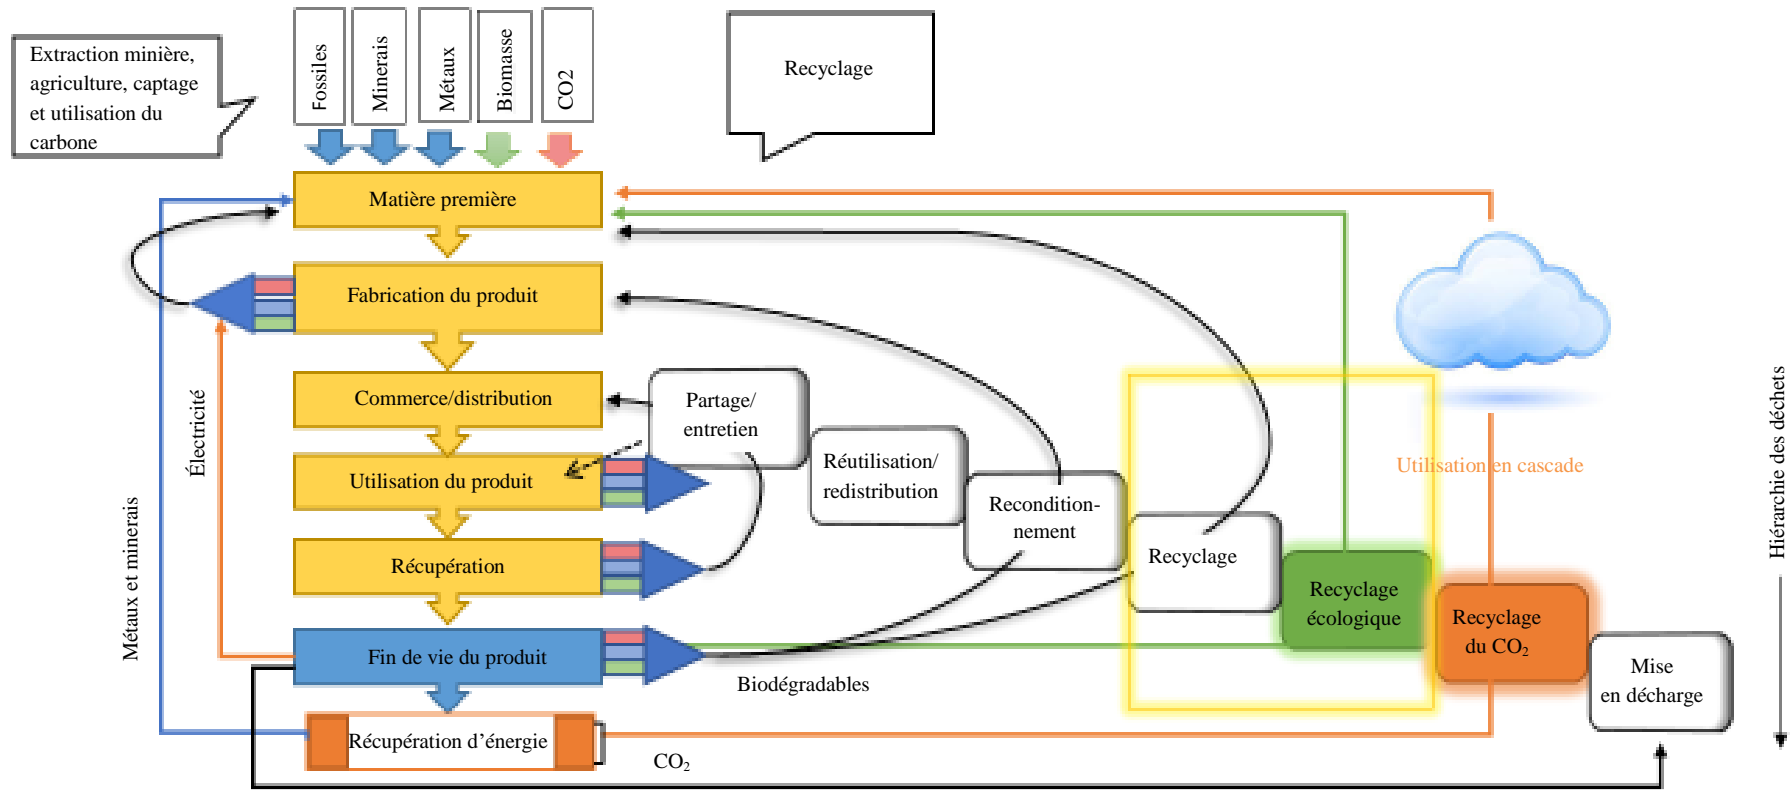 Extraction minière,
agriculture, captage
et utilisation du
carbone
Fossiles
Minerais
Métaux
Biomasse
CO2
Recyclage
Matière première
Fabrication du produit
Commerce/distribution
Utilisation du produit
Récupération
Fin de vie du produit
Récupération d’énergie
Métaux et minerais
Électricité
Partage/
entretien
Réutilisation/
redistribution
Recondition-
nement
Recyclage
Recyclage
écologique
Recyclage
du CO₂
Mise
en décharge
Utilisation en cascade
Biodégradables
CO₂
Hiérarchie des déchets